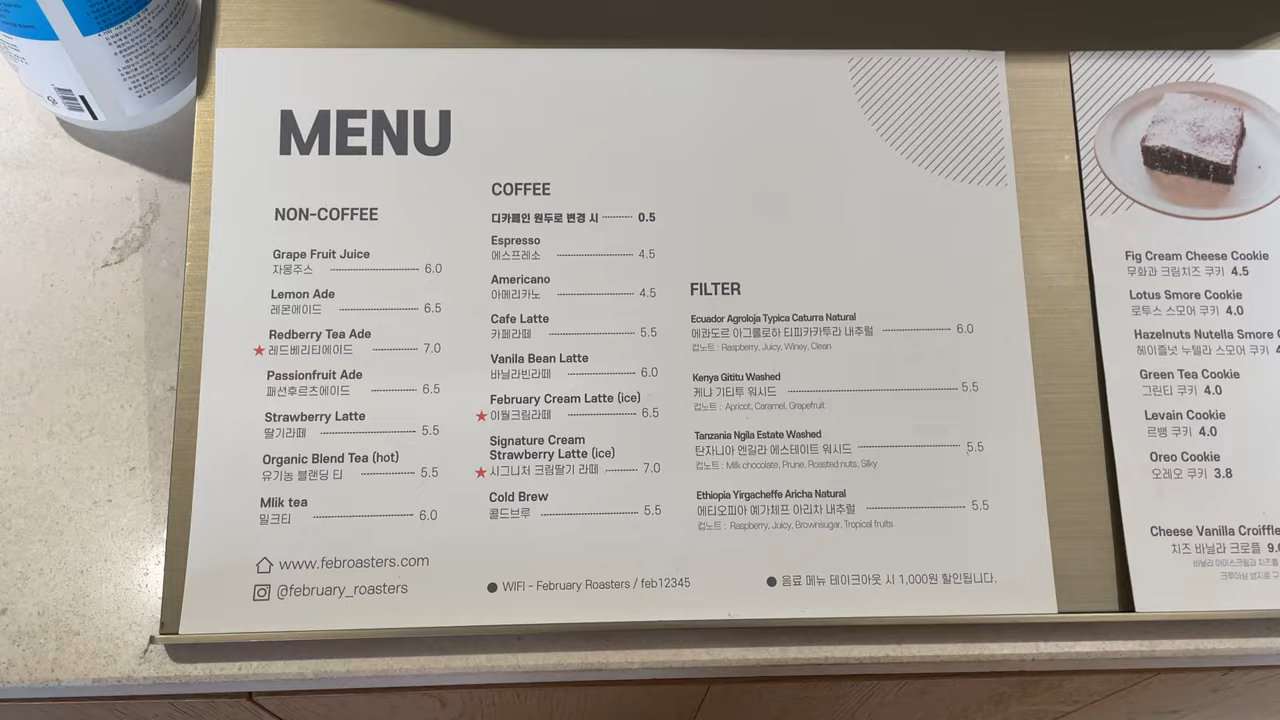 MENU
NON-COFFEE
Grape Fruit Juice
자몽주스 6.0
Lemon Ade
레몬에이드 6.5
Redberry Tea Ade
★ 레드베리티에이드 7.0
Passionfruit Ade
패션후르츠에이드 6.5
Strawberry Latte
딸기라떼 5.5
Organic Blend Tea (hot)
유기농 블랜딩 티 5.5
Mlik tea
밀크티 6.0
COFFEE
디카페인 원두로 변경 시 0.5
Espresso
에스프레소 4.5
Americano
아메리카노 4.5
Cafe Latte
카페라떼 5.5
Vanila Bean Latte
바닐라빈라떼 6.0
February Cream Latte (ice)
★ 이월크림라떼 6.5
Signature Cream
Strawberry Latte (ice)
★ 시그니처 크림딸기 라떼 7.0
Cold Brew
콜드브루 5.5
FILTER
Ecuador Agroloja Typica Caturra Natural
에콰도르 아그롤로하 티피카카투라 내추럴 6.0
컵노트 : Raspberry, Juicy, Winey, Clean
Kenya Gititu Washed
케냐 기티투 워시드 5.5
컵노트 : Apricot, Caramel, Grapefruit
Tanzania Ngila Estate Washed
탄자니아 엔길라 에스테이트 워시드 5.5
컵노트 : Milk chocolate, Prune, Roasted nuts, Silky
Ethiopia Yirgacheffe Aricha Natural
에티오피아 예가체프 아리차 내추럴 5.5
컵노트 : Raspberry, Juicy, Brownsugar, Tropical fruits
www.febroasters.com
@february_roasters
● WIFI - February Roasters / feb12345
● 음료 메뉴 테이크아웃 시 1,000원 할인됩니다.
Fig Cream Cheese Cookie
무화과 크림치즈 쿠키 4.5
Lotus Smore Cookie
로투스 스모어 쿠키 4.0
Hazelnuts Nutella Smore
헤이즐넛 누텔라 스모어 쿠키
Green Tea Cookie
그린티 쿠키 4.0
Levain Cookie
르뱅 쿠키 4.0
Oreo Cookie
오레오 쿠키 3.8
Cheese Vanilla Croiffle
치즈 바닐라 크로플 9.0
바닐라 아이스크림과 치즈를